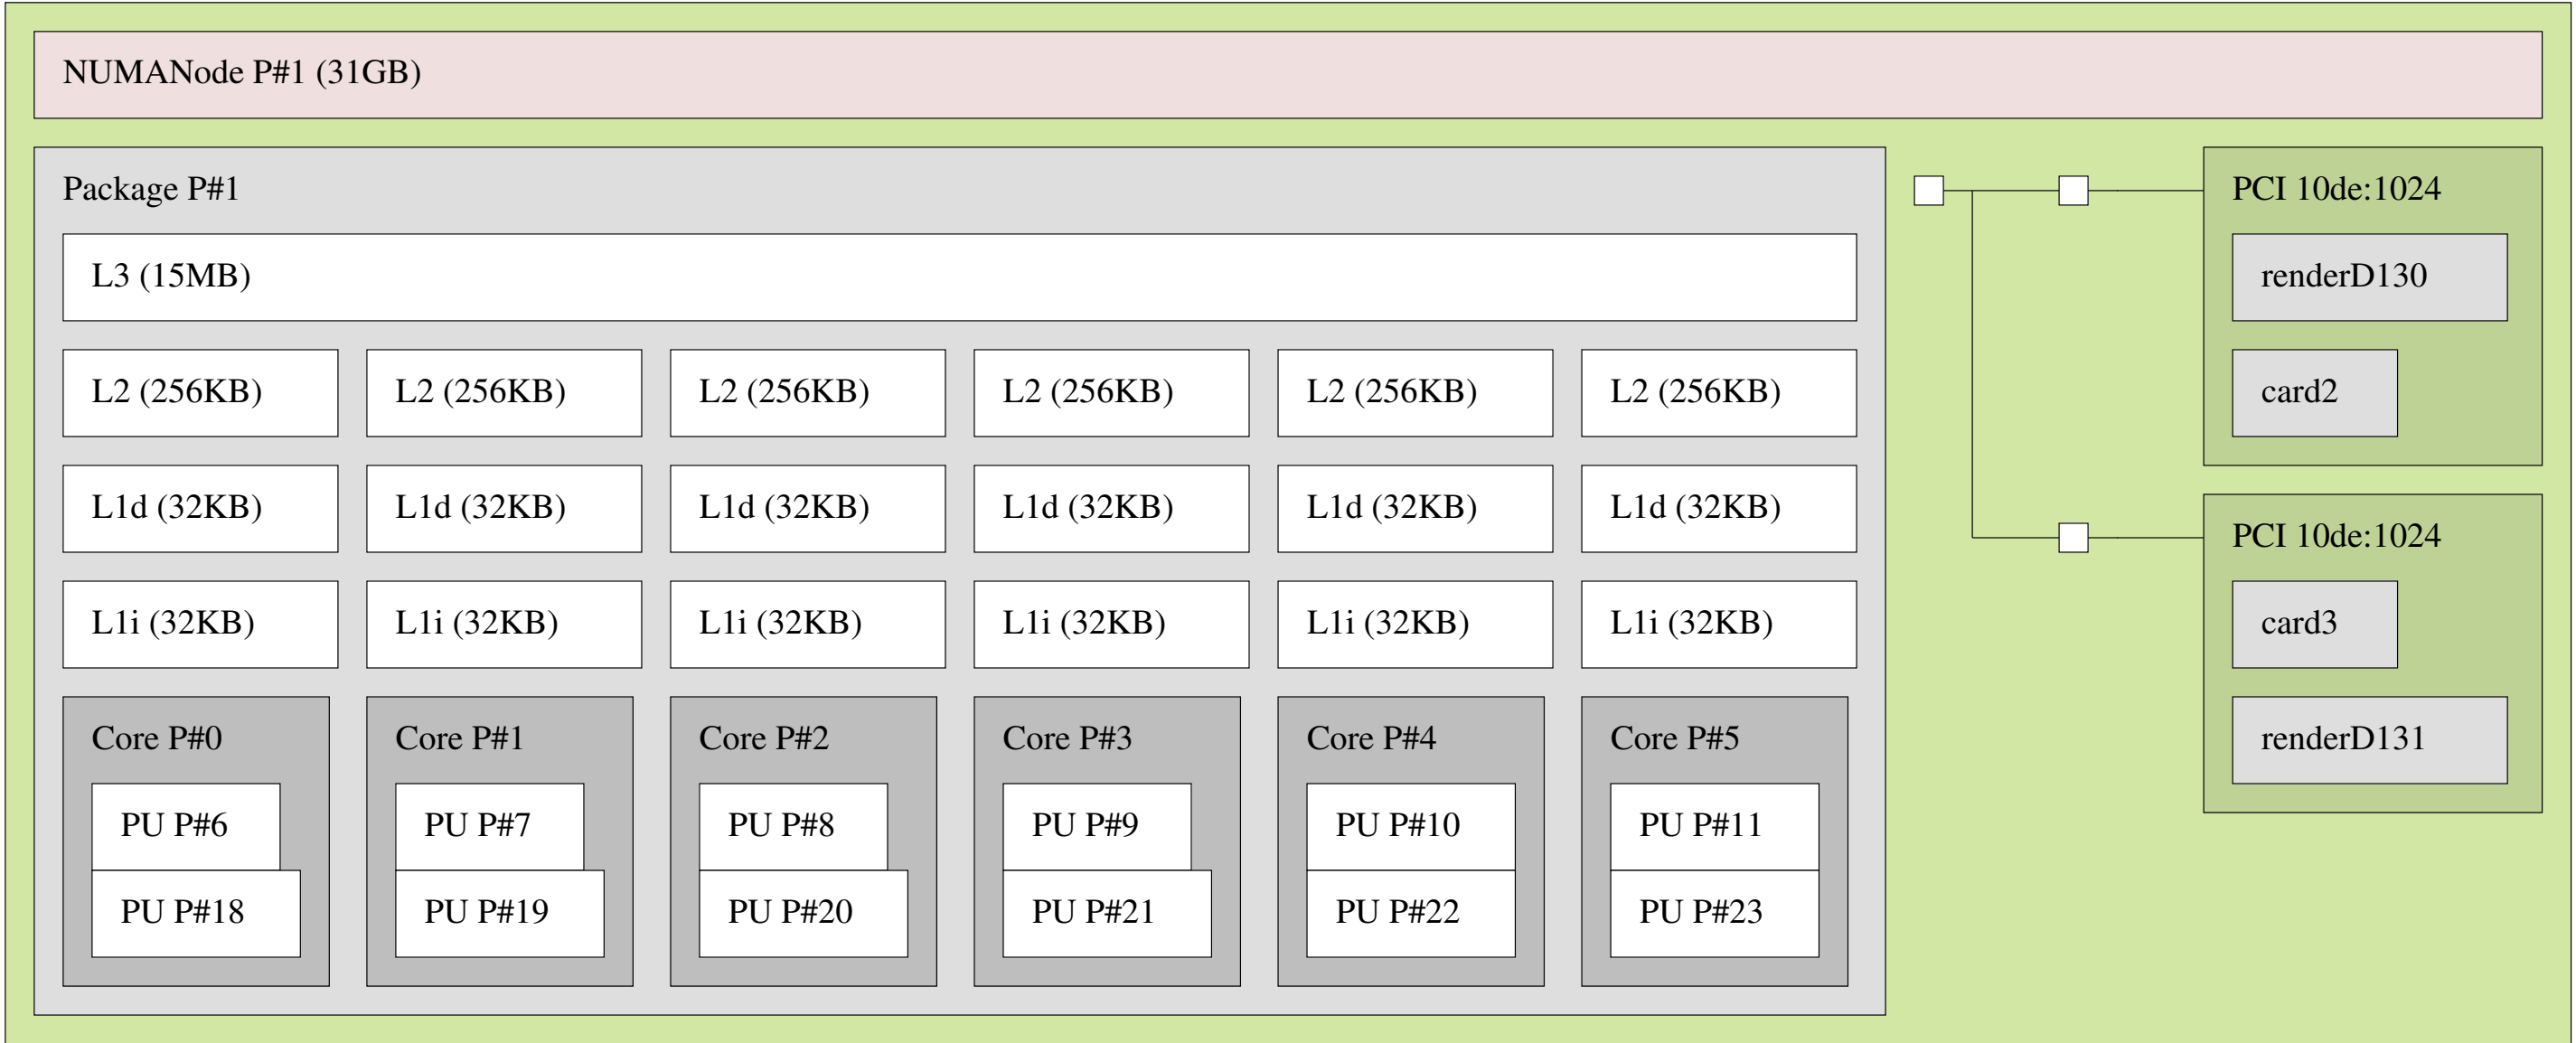 NUMANode P#1 (31GB)
Package P#1
L3 (15MB)
L2 (256KB) L2 (256KB) L2 (256KB) L2 (256KB) L2 (256KB) L2 (256KB)
L1d (32KB) L1d (32KB) L1d (32KB) L1d (32KB) L1d (32KB) L1d (32KB)
L1i (32KB) L1i (32KB) L1i (32KB) L1i (32KB) L1i (32KB) L1i (32KB)
Core P#0 Core P#1 Core P#2 Core P#3 Core P#4 Core P#5
PU P#6 PU P#7 PU P#8 PU P#9 PU P#10 PU P#11
PU P#18 PU P#19 PU P#20 PU P#21 PU P#22 PU P#23
PCI 10de:1024
renderD130
card2
PCI 10de:1024
card3
renderD131